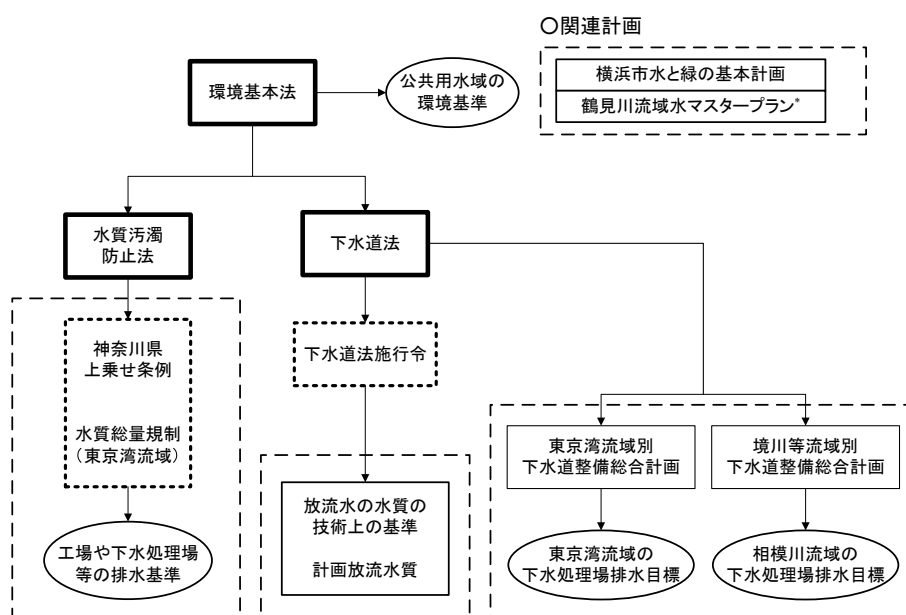 〇関連計画
環境基本法
公共用水域の
環境基準
横浜市水と緑の基本計画
鶴見川流域水マスタープラン*
水質汚濁
防止法
下水道法
神奈川県
上乗せ条例
水質総量規制
（東京湾流域）
下水道法施行令
東京湾流域別
下水道整備総合計画
境川等流域別
下水道整備総合計画
放流水の水質の
技術上の基準
計画放流水質
工場や下水処理場
等の排水基準
東京湾流域の
下水処理場排水目標
相模川流域の
下水処理場排水目標